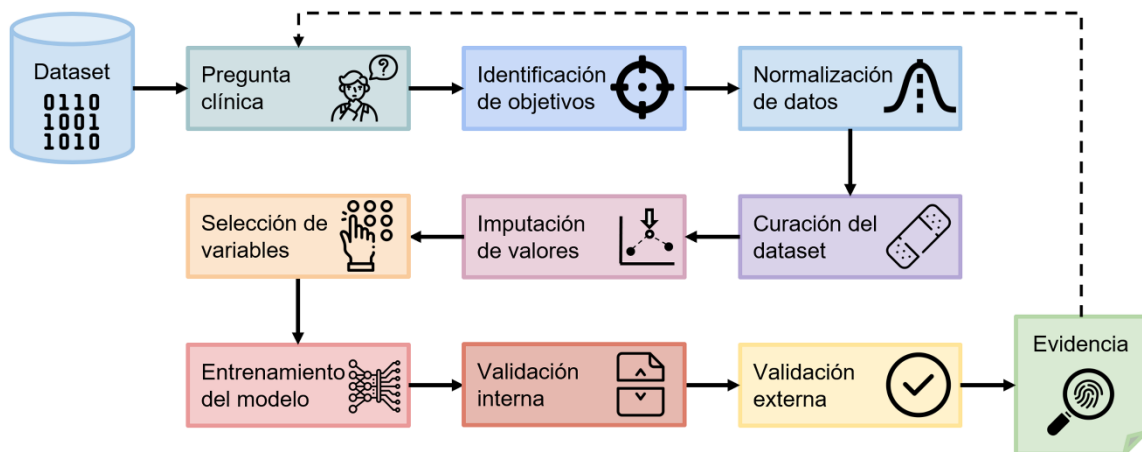 Dataset
0110
1001
1010
Pregunta
clínica
?
Identificación
de objetivos
Normalización
de datos
Curación del
dataset
Imputación
de valores
Selección de
variables
Entrenamiento
del modelo
Validación
interna
Validación
externa
Evidencia